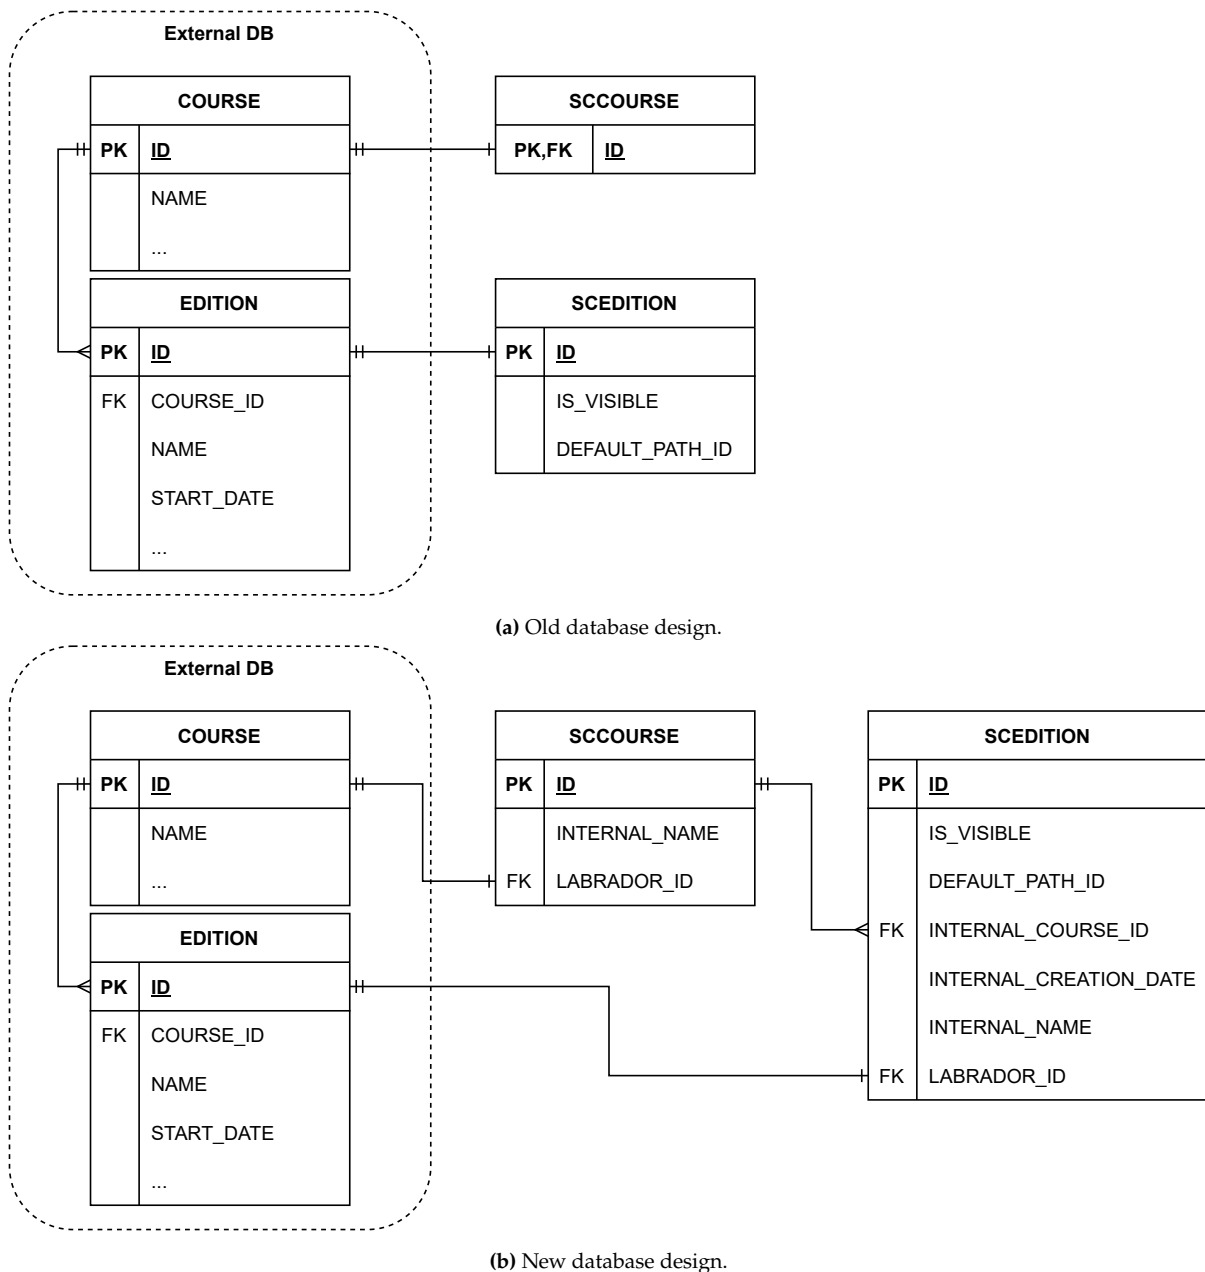 External DB
COURSE
PK ID
NAME
...
EDITION
PK ID
FK COURSE_ID
NAME
START_DATE
...
SCCOURSE
PK,FK ID
SCEDITION
PK ID
IS_VISIBLE
DEFAULT_PATH_ID
(a) Old database design.
External DB
COURSE
PK ID
NAME
...
EDITION
PK ID
FK COURSE_ID
NAME
START_DATE
...
SCCOURSE
PK ID
INTERNAL_NAME
FK LABRADOR_ID
SCEDITION
PK ID
IS_VISIBLE
DEFAULT_PATH_ID
FK INTERNAL_COURSE_ID
INTERNAL_CREATION_DATE
INTERNAL_NAME
FK LABRADOR_ID
(b) New database design.